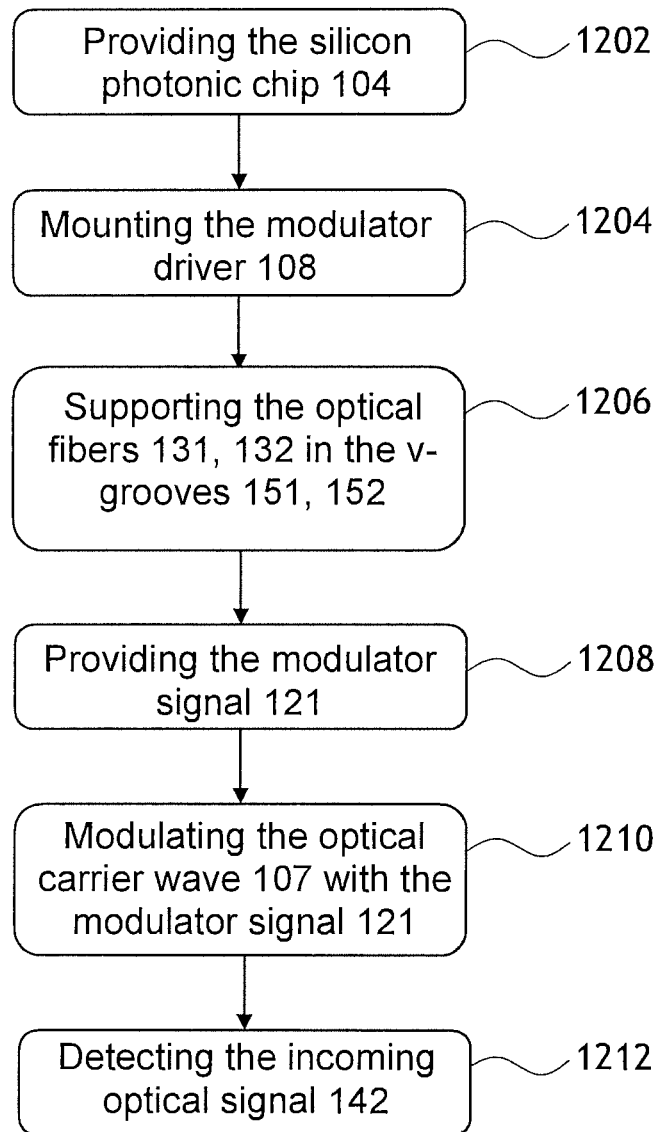 Providing the silicon
photonic chip 104
1202
Mounting the modulator
driver 108
1204
Supporting the optical
fibers 131, 132 in the v-
grooves 151, 152
1206
Providing the modulator
signal 121
1208
Modulating the optical
carrier wave 107 with the
modulator signal 121
1210
Detecting the incoming
optical signal 142
1212